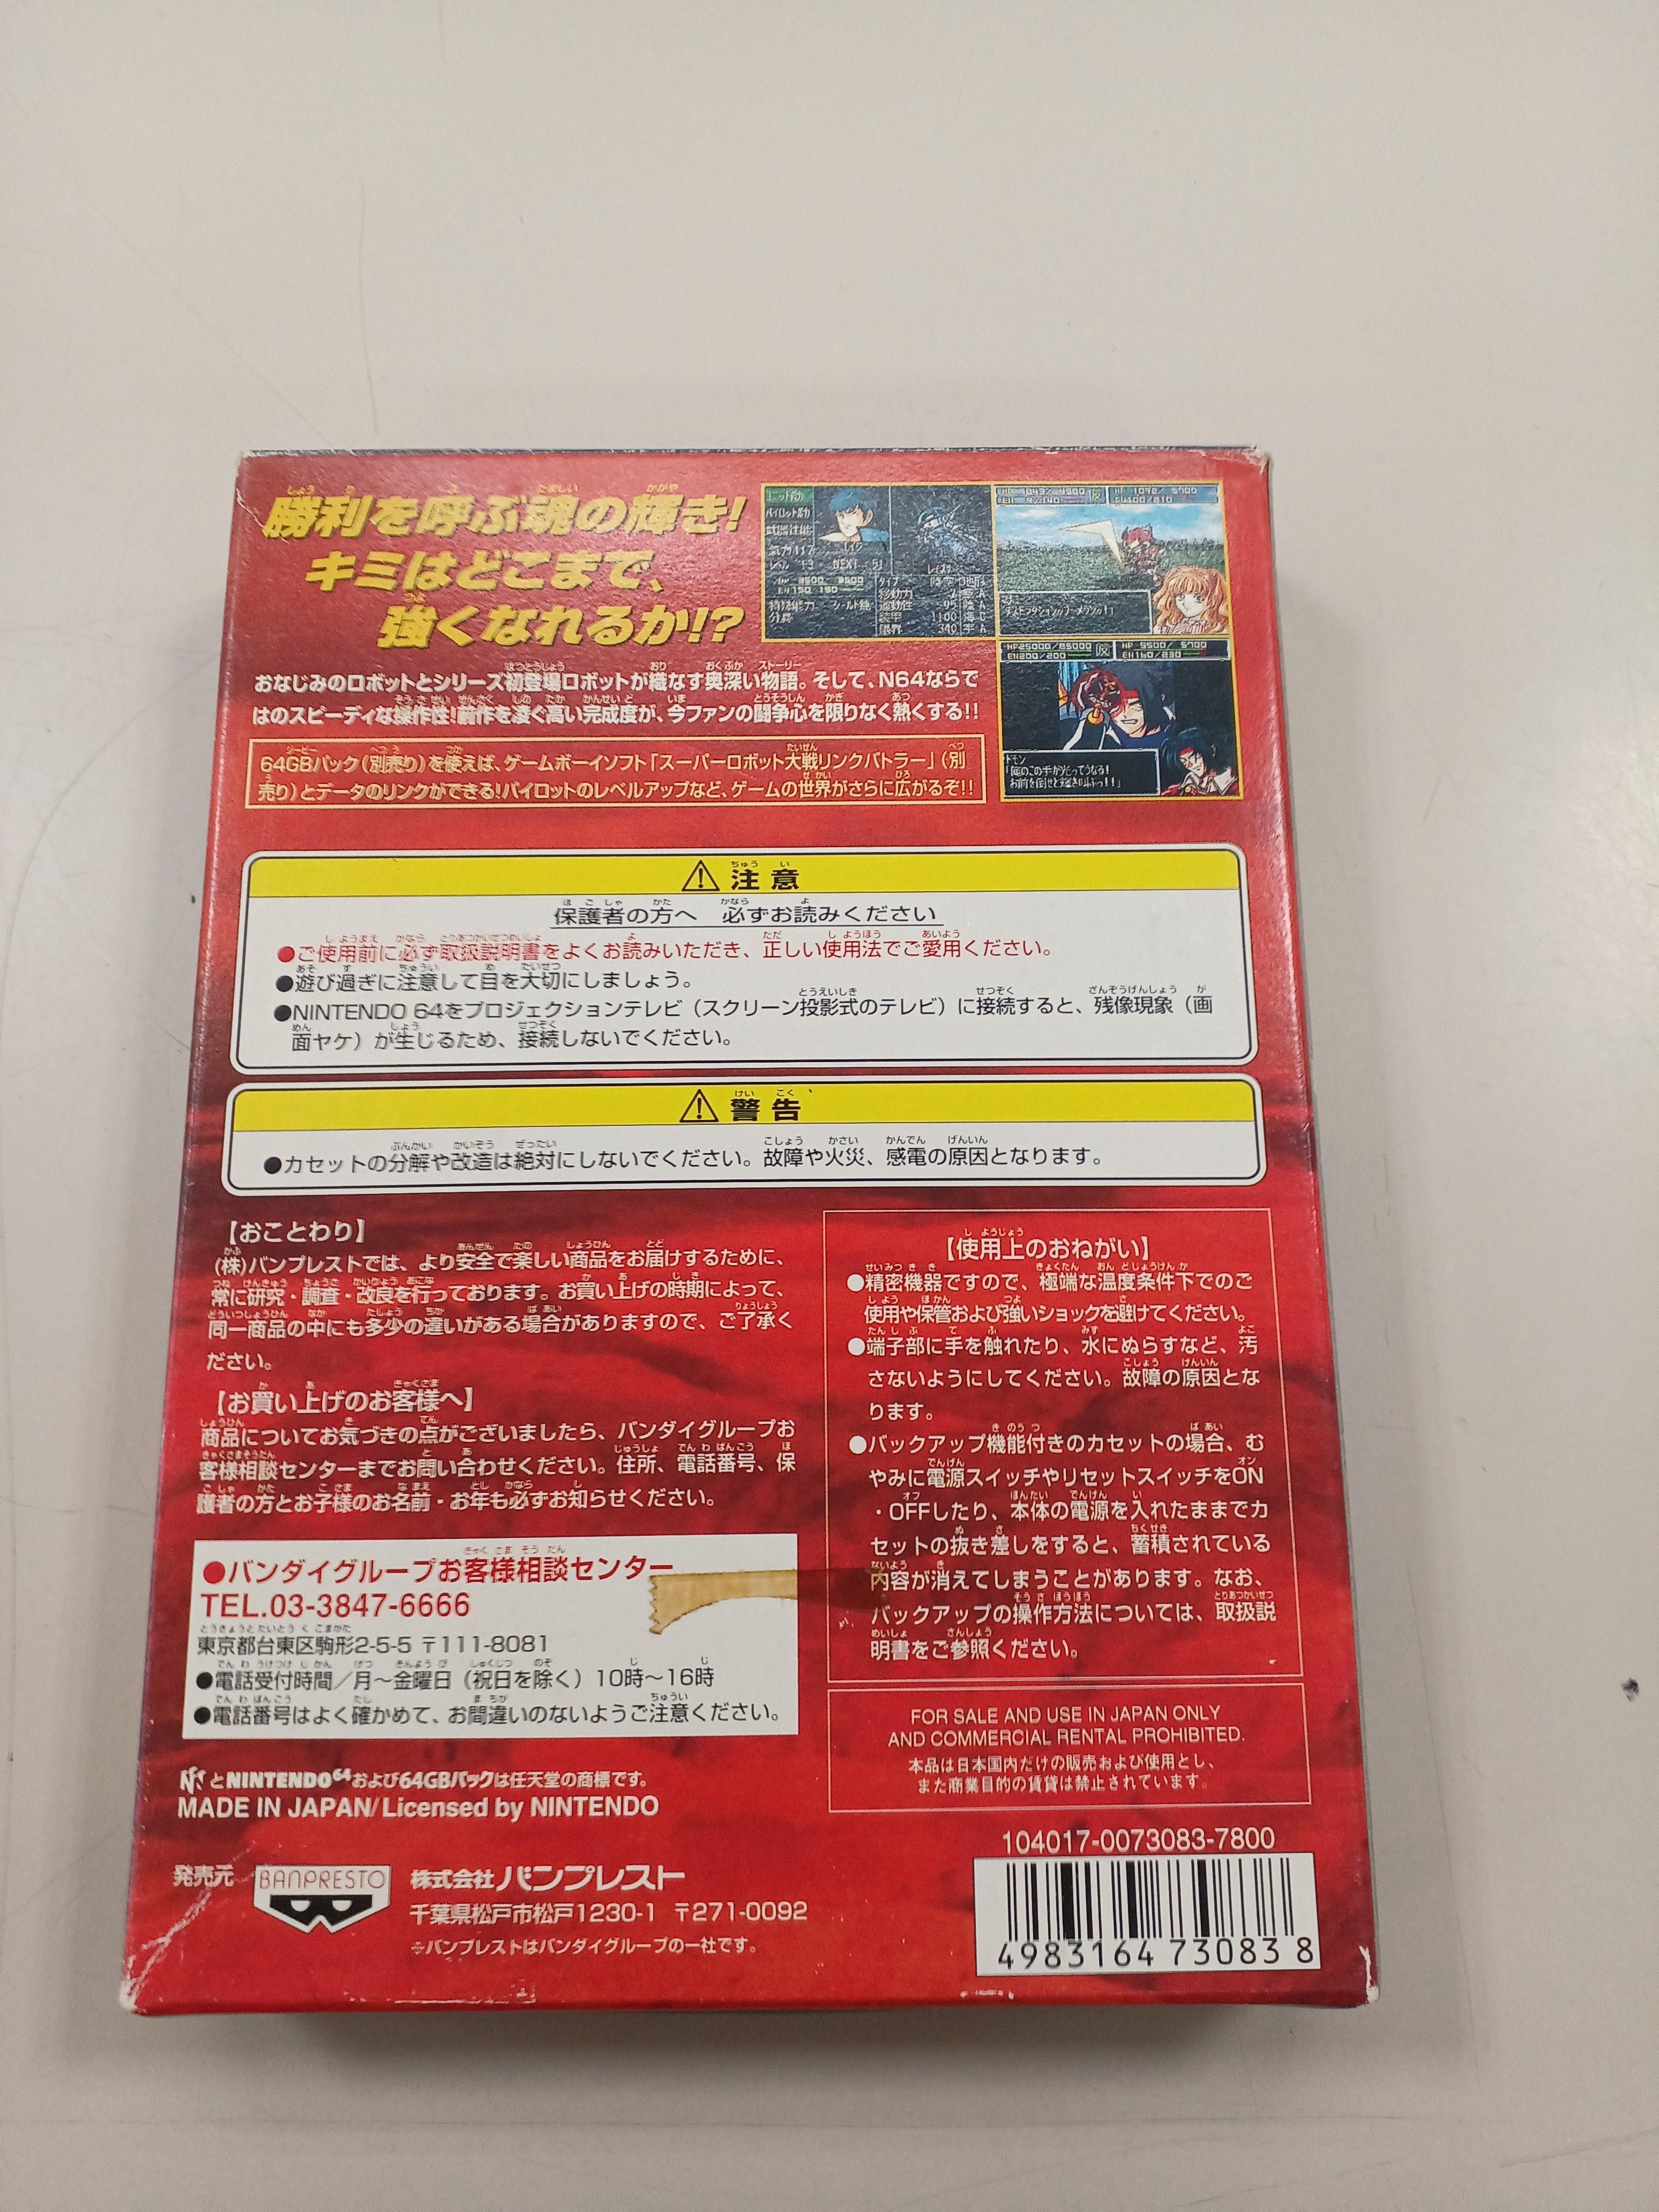 勝利を呼ぶ魂の輝き!
キミはどこまで、
強くなれるか!?
おなじみのロボットとシリーズ初登場ロボットが織なす奥深い物語。そして、N64ならで
はのスピーディな操作性!前作を凌ぐ高い完成度が、今ファンの闘争心を限りなく熱くする!!
64GBパック(別売り)を使えば、ゲームボーイソフト「スーパーロボット大戦リンクバトラー」(別
売り)とデータのリンクができる!パイロットのレベルアップなど、ゲームの世界がさらに広がるぞ!!
ドモン
「俺のこの手が光ってうなる!
お前を倒せと輝き叫ぶっ!!」
注意
保護者の方へ 必ずお読みください
●ご使用前に必ず取扱説明書をよくお読みいただき、正しい使用法でご愛用ください。
●遊び過ぎに注意して目を大切にしましょう。
●NINTENDO 64をプロジェクションテレビ(スクリーン投影式のテレビ)に接続すると、残像現象(画
面ヤケ)が生じるため、接続しないでください。
警告
●カセットの分解や改造は絶対にしないでください。故障や火災、感電の原因となります。
【おことわり】
(株)バンプレストでは、より安全で楽しい商品をお届けするために、
常に研究・調査・改良を行っております。お買い上げの時期によって、
同一商品の中にも多少の違いがある場合がありますので、ご了承く
ださい。
【お買い上げのお客様へ】
商品についてお気づきの点がございましたら、バンダイグループお
客様相談センターまでお問い合わせください。住所、電話番号、保
護者の方とお子様のお名前・お年も必ずお知らせください。
●バンダイグループお客様相談センター
TEL.03-3847-6666
東京都台東区駒形2-5-5 〒111-8081
●電話受付時間/月〜金曜日(祝日を除く)10時〜16時
●電話番号はよく確かめて、お間違いのないようご注意ください。
【使用上のおねがい】
●精密機器ですので、極端な温度条件下でのご
使用や保管および強いショックを避けてください。
●端子部に手を触れたり、水にぬらすなど、汚
さないようにしてください。故障の原因とな
ります。
●バックアップ機能付きのカセットの場合、む
やみに電源スイッチやリセットスイッチをON
・OFFしたり、本体の電源を入れたままでカ
セットの抜き差しをすると、蓄積されている
内容が消えてしまうことがあります。なお、
バックアップの操作方法については、取扱説
明書をご参照ください。
FOR SALE AND USE IN JAPAN ONLY
AND COMMERCIAL RENTAL PROHIBITED.
本品は日本国内だけの販売および使用とし、
また商業目的の賃貸は禁止されています。
とNINTENDO64および64GBパックは任天堂の商標です。
MADE IN JAPAN/Licensed by NINTENDO
発売元
BANPRESTO
株式会社バンプレスト
千葉県松戸市松戸1230-1 〒271-0092
※バンプレストはバンダイグループの一社です。
104017-0073083-7800
4983164 730838